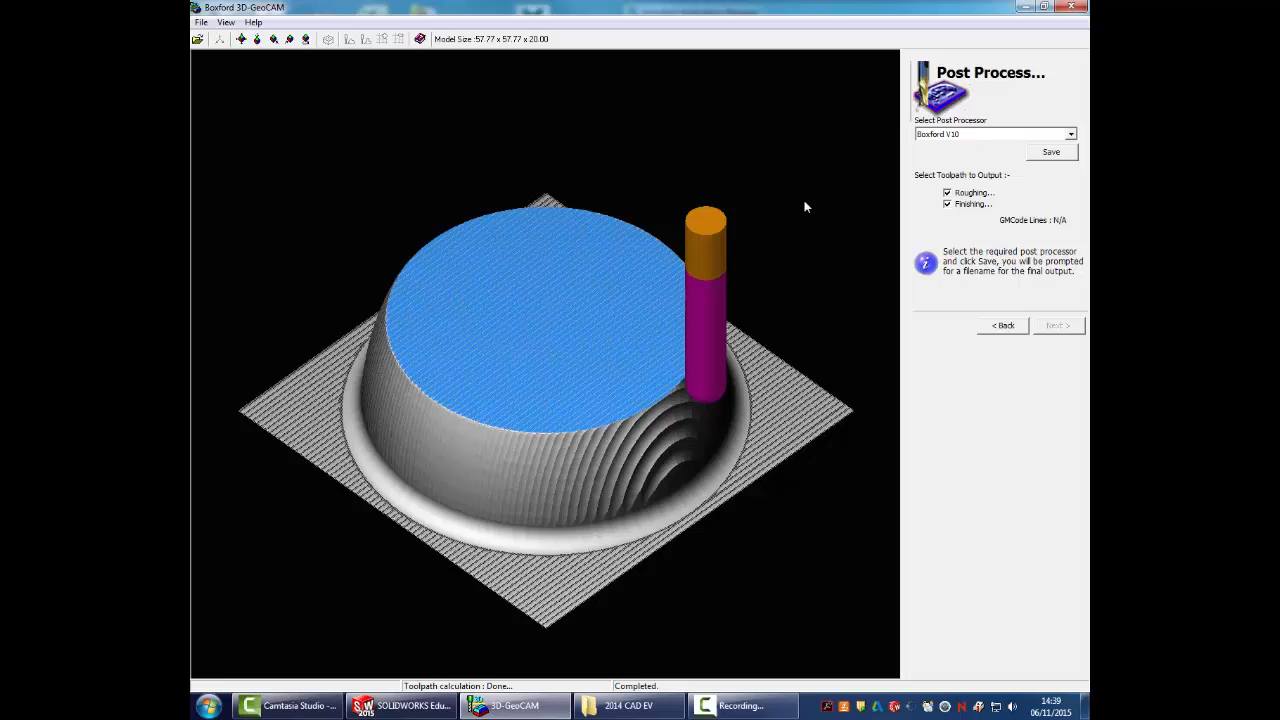 Boxford 3D-GeoCAM
File View Help
Model Size :57.77 x 57.77 x 20.00
Post Process...
Select Post Processor
Boxford V10
Save
Select Toolpath to Output :-
Roughing...
Finishing...
GMCode Lines : N/A
Select the required post processor
and click Save, you will be prompted
for a filename for the final output.
< Back Next >
Toolpath calculation : Done... Completed.
Camtasia Studio -... SOLIDWORKS Edu... 3D-GeoCAM 2014 CAD EV Recording...
14:39
06/11/2015